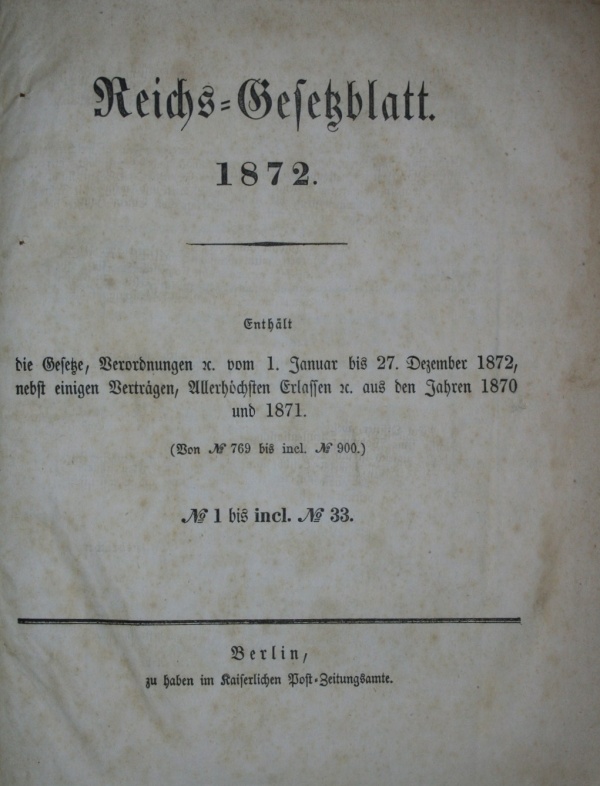 Reichs-Gesetzblatt.
1872.
Enthält
die Gesetze, Verordnungen ꝛc. vom 1. Januar bis 27. Dezember 1872,
nebst einigen Verträgen, Allerhöchsten Erlassen ꝛc. aus den Jahren 1870
und 1871.
(Von № 769 bis incl. № 900.)
№ 1 bis incl. № 33.
Berlin,
zu haben im Kaiserlichen Post-Zeitungsamte.